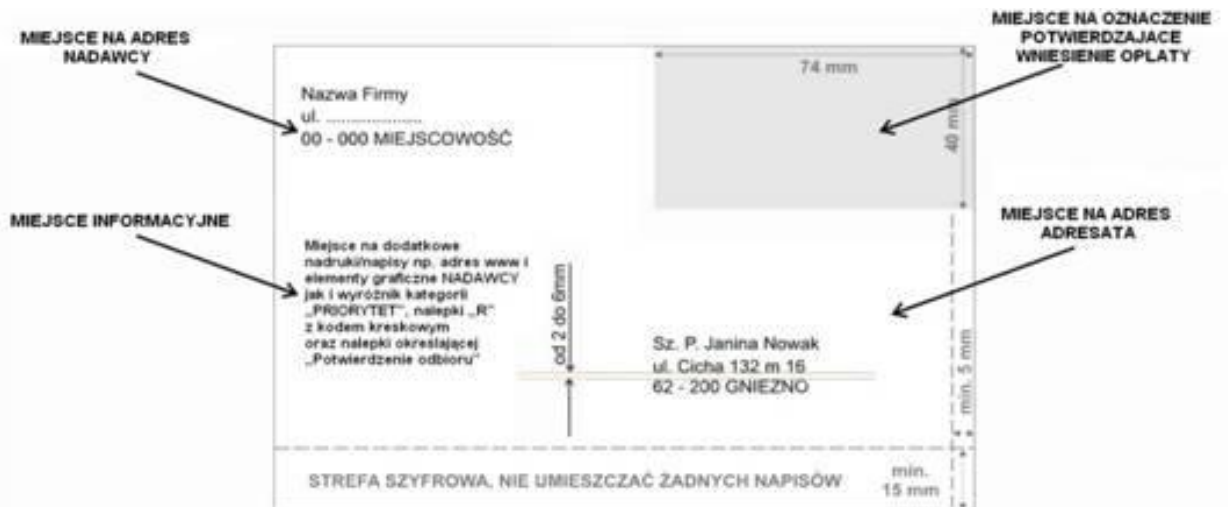 MIEJSCE NA ADRES
NADAWCY
MIEJSCE NA OZNACZENIE
POTWIERDZAJACE
WNIESIENIE OPŁATY
74 mm
40 mm
Nazwa Firmy
ul. .....................
00 - 000 MIEJSCOWOŚĆ
MIEJSCE INFORMACYJNE
MIEJSCE NA ADRES
ADRESATA
Miejsce na dodatkowe
nadruki/napisy np. adres www i
elementy graficzne NADAWCY
jak i wyróżnik kategorii
„PRIORYTET”, nalepki „R”
z kodem kreskowym
oraz nalepki określającej
„Potwierdzenie odbioru”
od 2 do 6mm
Sz. P. Janina Nowak
ul. Cicha 132 m 16
62 - 200 GNIEZNO
min. 5 mm
STREFA SZYFROWA, NIE UMIESZCZAĆ ŻADNYCH NAPISÓW
min.
15 mm